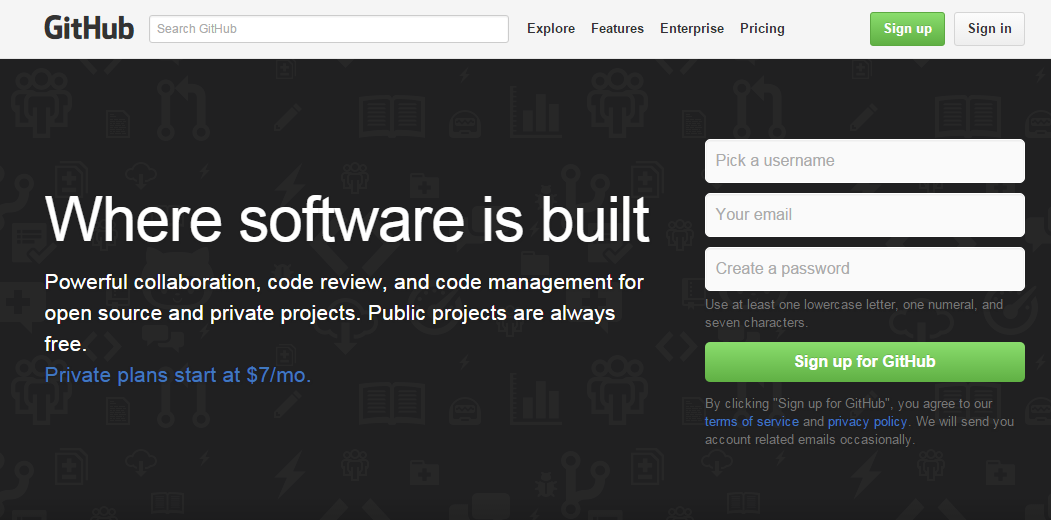 GitHub
Search GitHub
Explore Features Enterprise Pricing
Sign up
Sign in
Where software is built
Powerful collaboration, code review, and code management for
open source and private projects. Public projects are always
free.
Private plans start at $7/mo.
Pick a username
Your email
Create a password
Use at least one lowercase letter, one numeral, and
seven characters.
Sign up for GitHub
By clicking "Sign up for GitHub", you agree to our
terms of service and privacy policy. We will send you
account related emails occasionally.